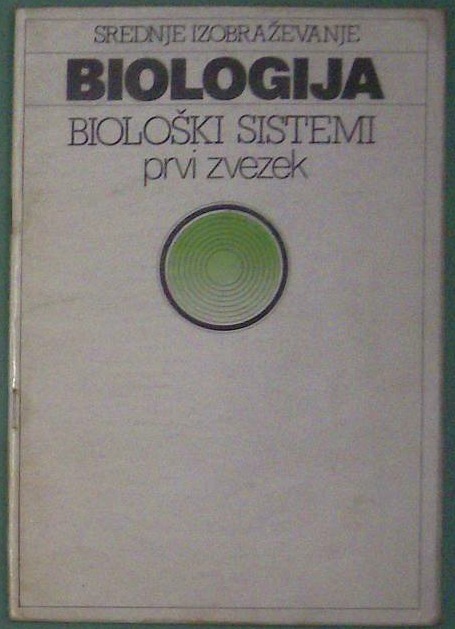 SREDNJE IZOBRAŽEVANJE
BIOLOGIJA
BIOLOŠKI SISTEMI
prvi zvezek